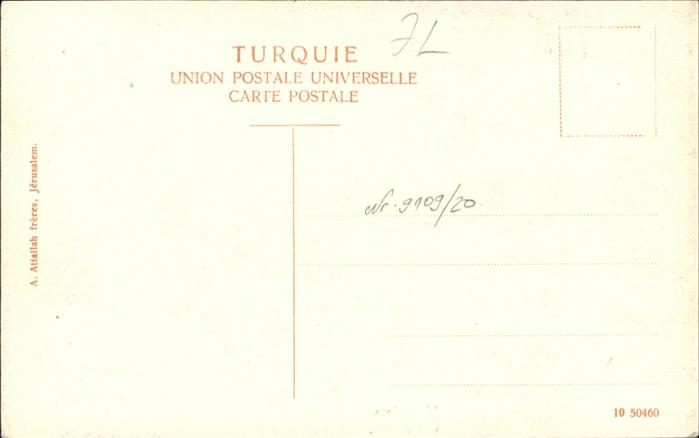 TURQUIE
UNION POSTALE UNIVERSELLE
CARTE POSTALE
A. Attallah frères, Jérusalem.
Nr. 9109/20
10 50460